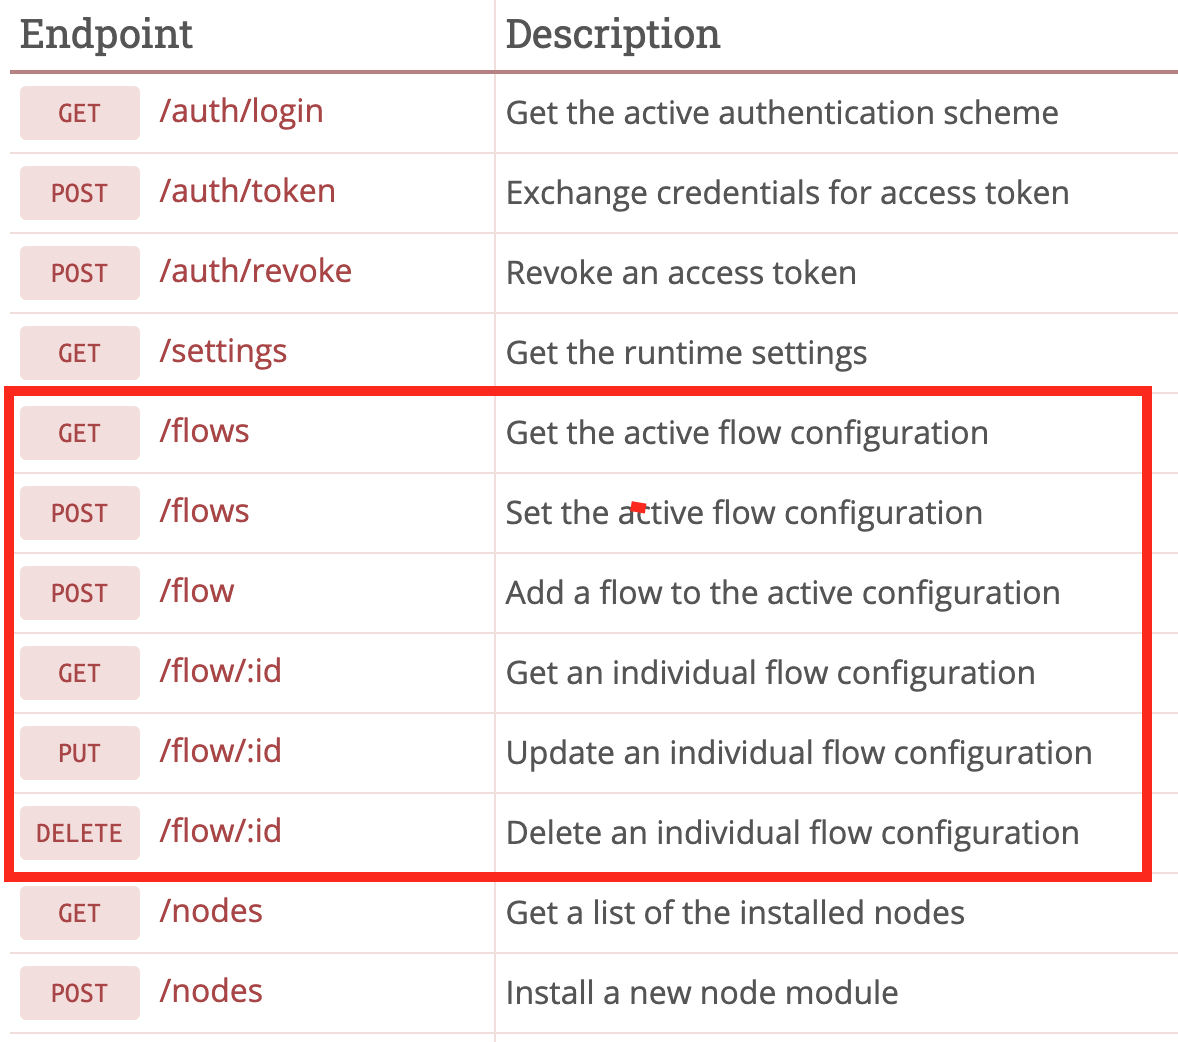 Endpoint Description
GET /auth/login Get the active authentication scheme
POST /auth/token Exchange credentials for access token
POST /auth/revoke Revoke an access token
GET /settings Get the runtime settings
GET /flows Get the active flow configuration
POST /flows Set the active flow configuration
POST /flow Add a flow to the active configuration
GET /flow/:id Get an individual flow configuration
PUT /flow/:id Update an individual flow configuration
DELETE /flow/:id Delete an individual flow configuration
GET /nodes Get a list of the installed nodes
POST /nodes Install a new node module